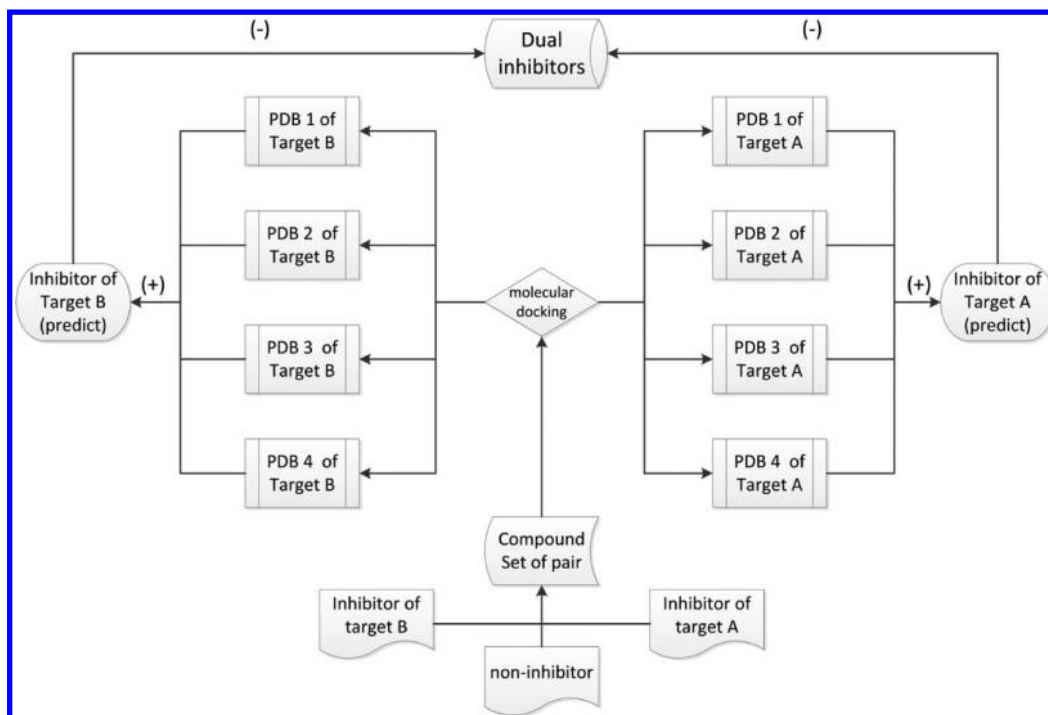 (-)
Dual
inhibitors
(-)
PDB 1 of
Target B
PDB 1 of
Target A
PDB 2 of
Target B
PDB 2 of
Target A
Inhibitor of
Target B
(predict)
(+)
molecular
docking
(+)
Inhibitor of
Target A
(predict)
PDB 3 of
Target B
PDB 3 of
Target A
PDB 4 of
Target B
PDB 4 of
Target A
Compound
Set of pair
Inhibitor of
target B
Inhibitor of
target A
non-inhibitor